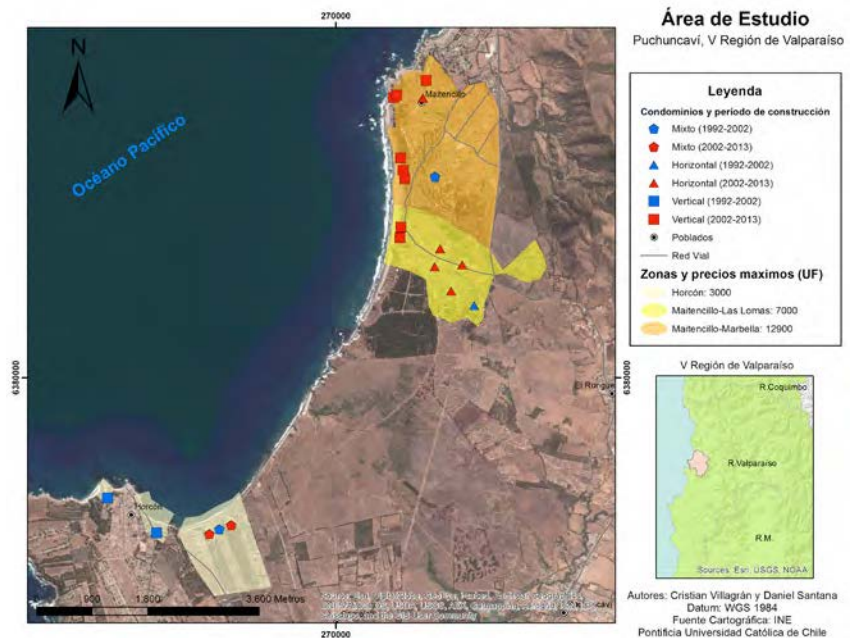 Área de Estudio
Puchuncaví, V Región de Valparaíso
270000
N
Océano Pacífico
Maitencillo
6380000
6380000
El Rungue
Horcón
0 900 1.800 3.600 Metros
270000
Leyenda
Condominios y periodo de construcción
Mixto (1992-2002)
Mixto (2002-2013)
Horizontal (1992-2002)
Horizontal (2002-2013)
Vertical (1992-2002)
Vertical (2002-2013)
Poblados
Red Vial
Zonas y precios maximos (UF)
Horcón: 3000
Maitencillo-Las Lomas: 7000
Maitencillo-Marbella: 12900
V Región de Valparaíso
R.Coquimbo
R.Valparaíso
R.M.
Sources: Esri, USGS, NOAA
Autores: Cristian Villagrán y Daniel Santana
Datum: WGS 1984
Fuente Cartográfica: INE
Pontificia Universidad Catolica de Chile